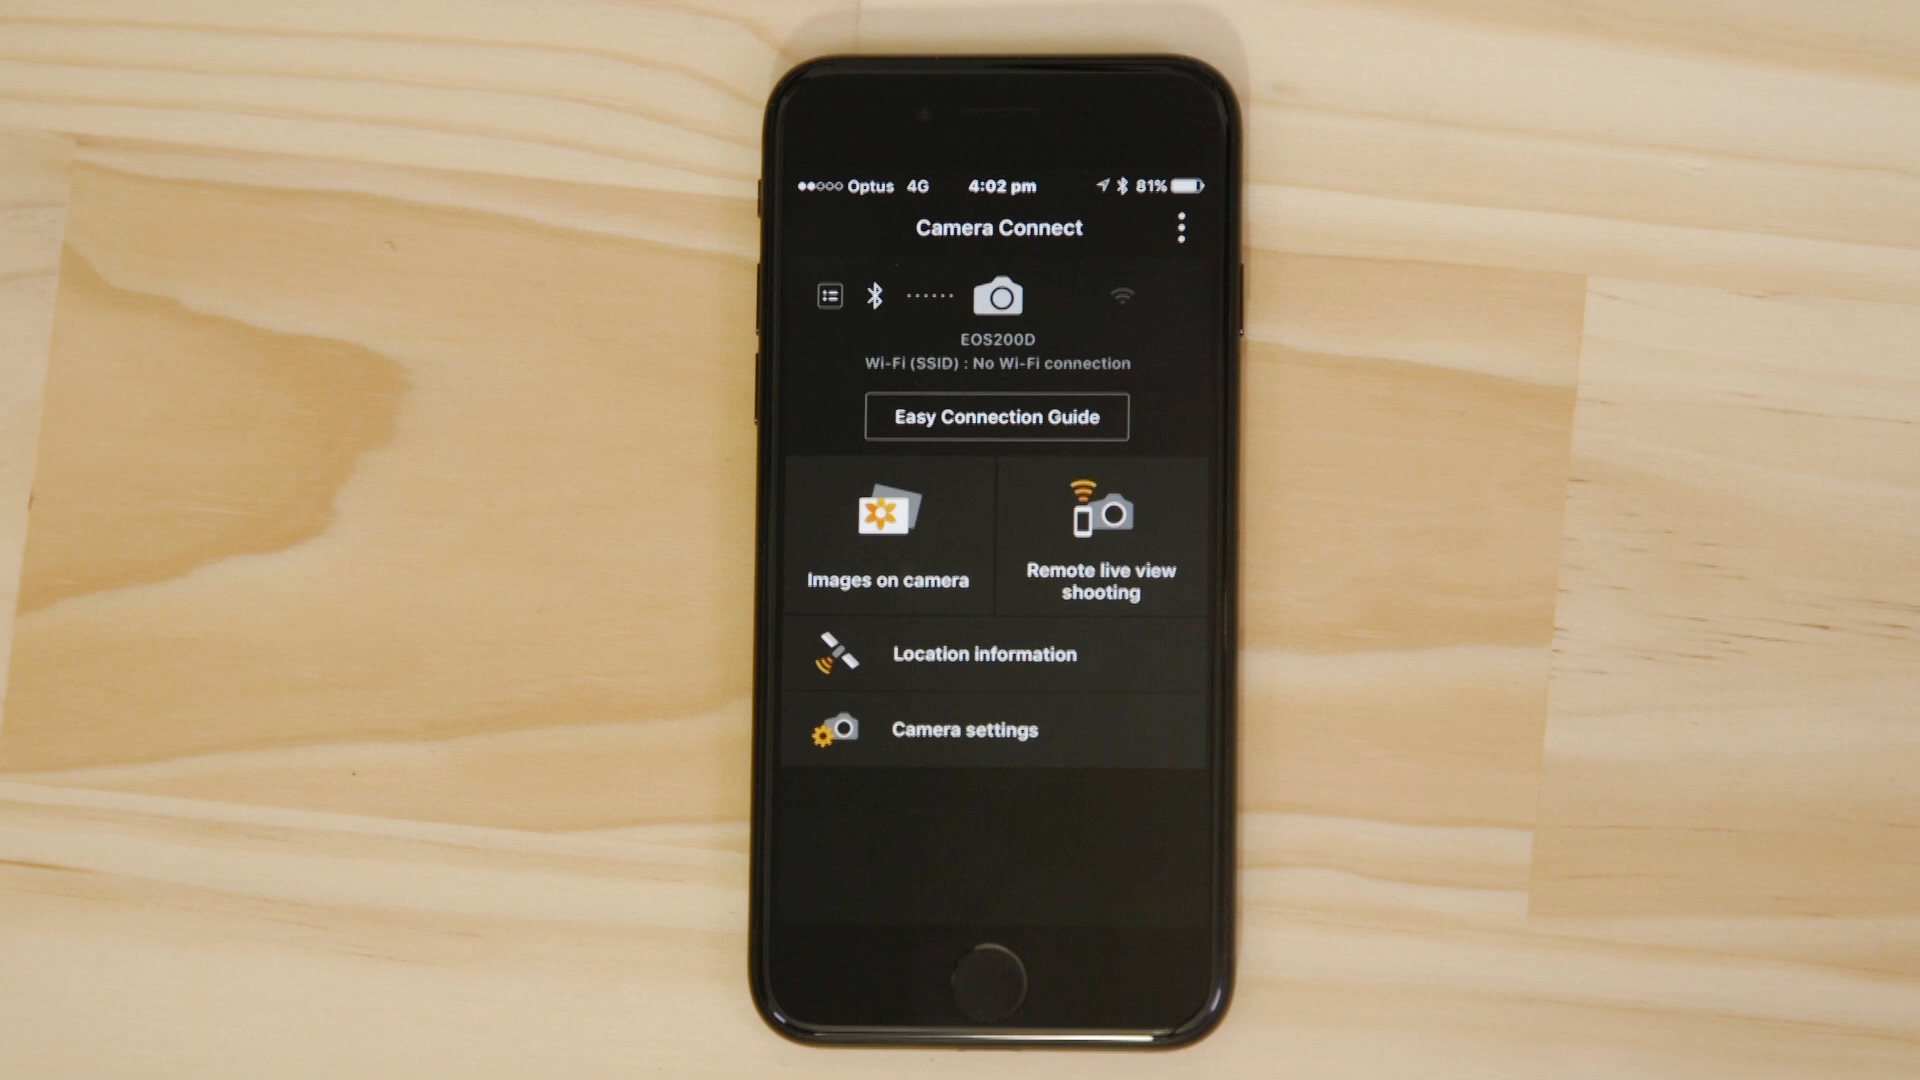 Optus 4G 4:02 pm 81%
Camera Connect
EOS200D
Wi-Fi (SSID) : No Wi-Fi connection
Easy Connection Guide
Images on camera
Remote live view
shooting
Location information
Camera settings